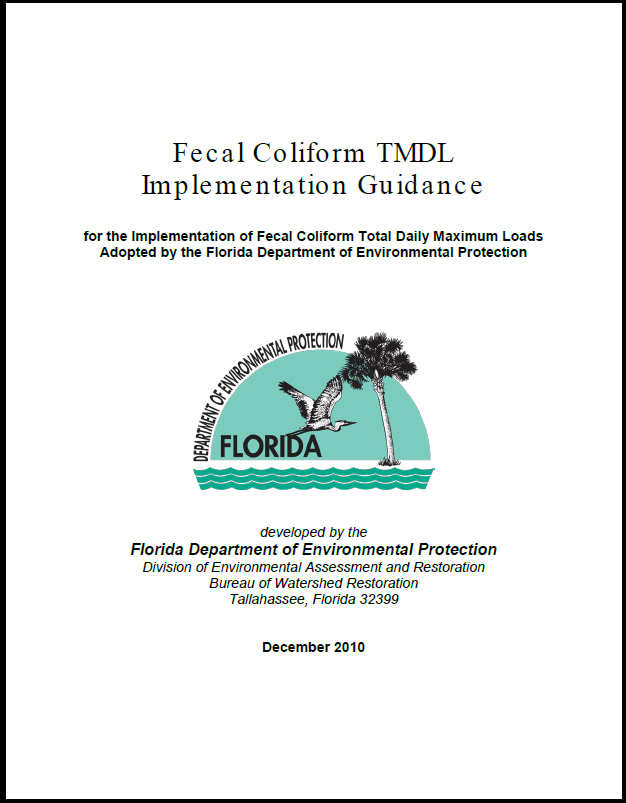 Fecal Coliform TMDL
Implementation Guidance
for the Implementation of Fecal Coliform Total Daily Maximum Loads
Adopted by the Florida Department of Environmental Protection
DEPARTMENT OF ENVIRONMENTAL PROTECTION
FLORIDA
developed by the
Florida Department of Environmental Protection
Division of Environmental Assessment and Restoration
Bureau of Watershed Restoration
Tallahassee, Florida 32399
December 2010